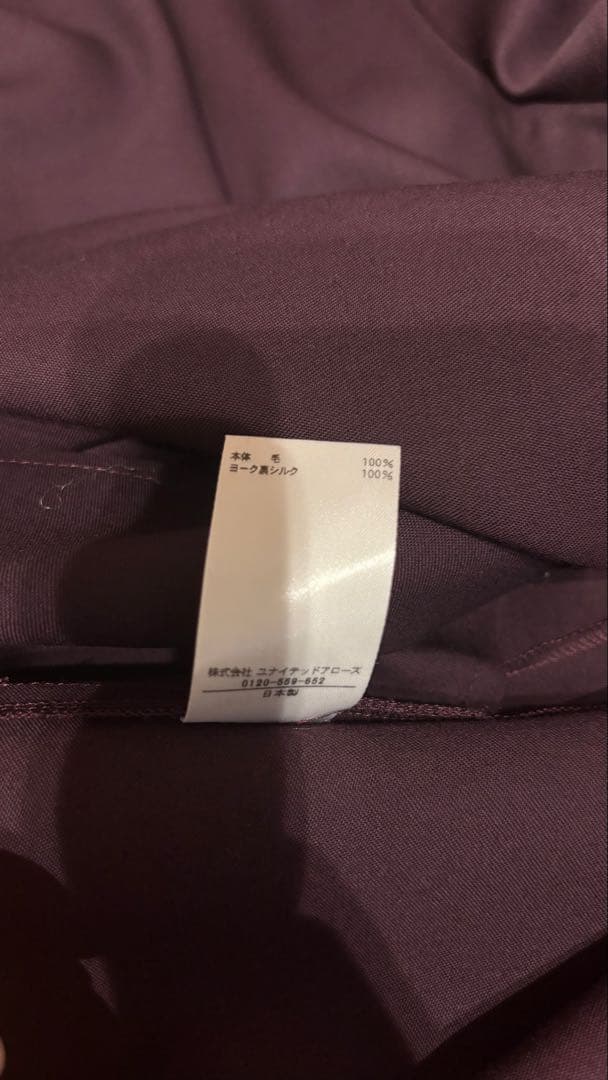 本体 毛 100%
ヨーク裏シルク 100%
株式会社 ユナイテッドアローズ
0120-559-652
日本製